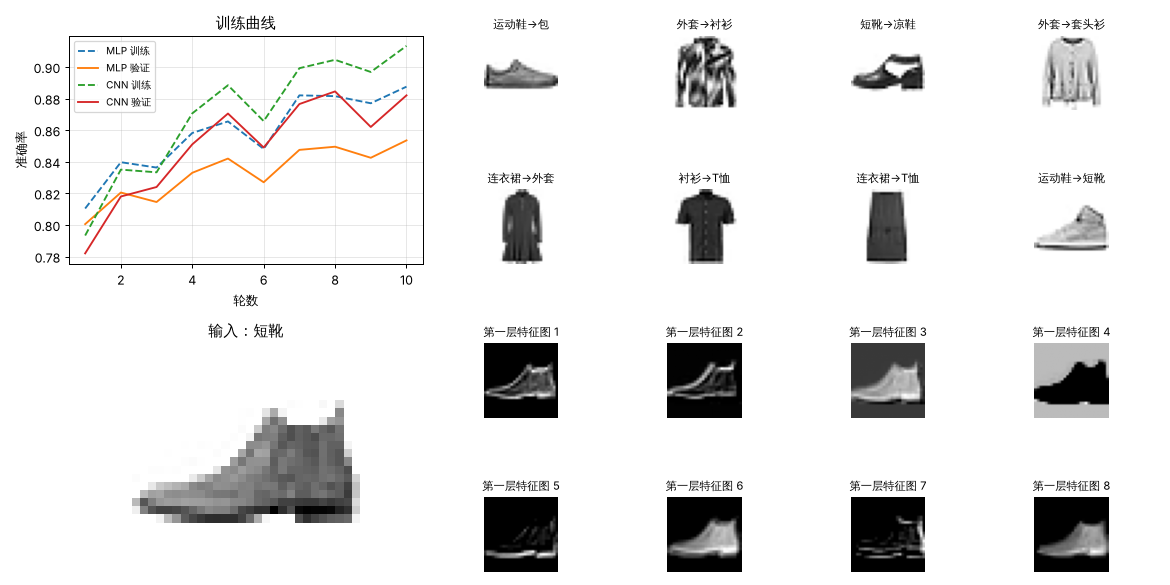 训练曲线
MLP 训练
MLP 验证
CNN 训练
CNN 验证
准确率
0.90
0.88
0.86
0.84
0.82
0.80
0.78
2 4 6 8 10
轮数
运动鞋→包
外套→衬衫
短靴→凉鞋
外套→套头衫
连衣裙→外套
衬衫→T恤
连衣裙→T恤
运动鞋→短靴
输入：短靴
第一层特征图 1
第一层特征图 2
第一层特征图 3
第一层特征图 4
第一层特征图 5
第一层特征图 6
第一层特征图 7
第一层特征图 8